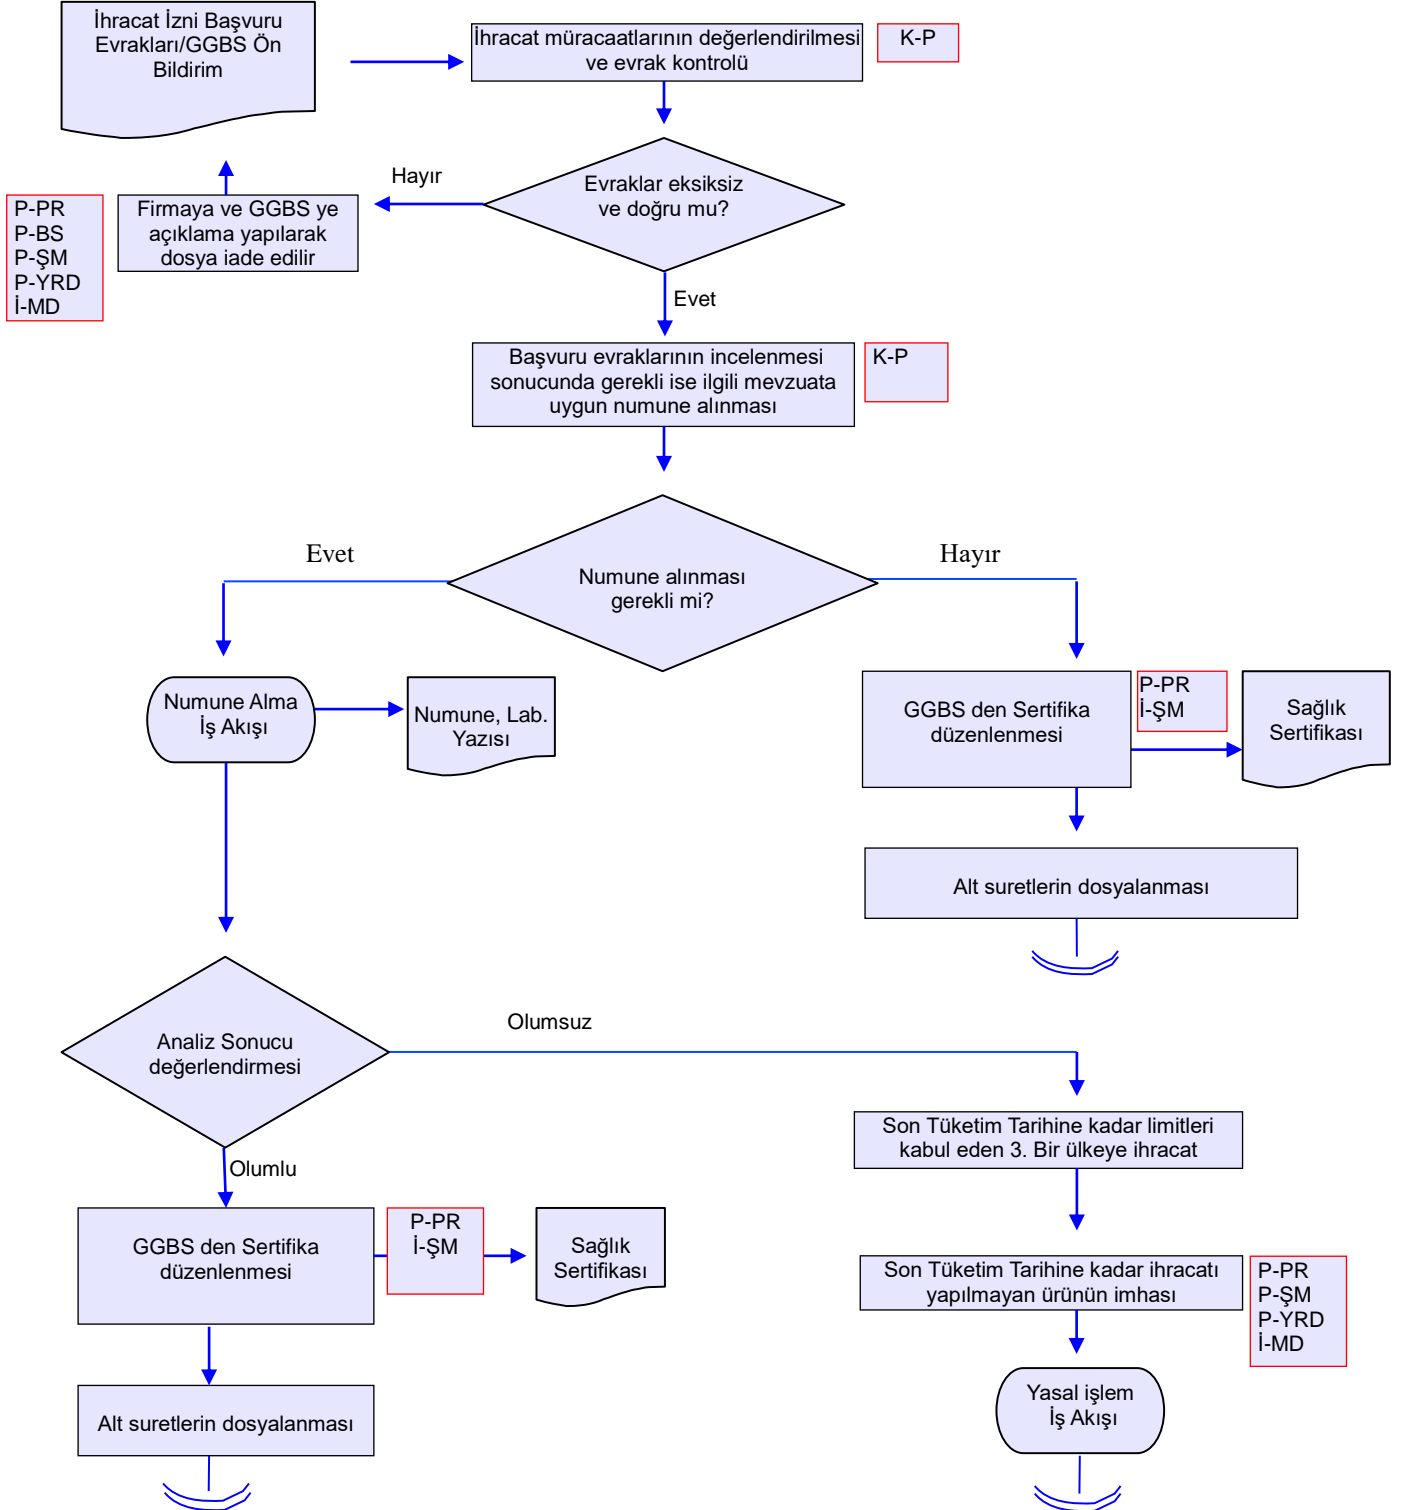 İhracat İzni Başvuru
Evrakları/GGBS Ön
Bildirim
İhracat müracaatlarının değerlendirilmesi
ve evrak kontrolü
K-P
Evraklar eksiksiz
ve doğru mu?
Hayır
P-PR
P-BS
P-ŞM
P-YRD
İ-MD
Firmaya ve GGBS ye
açıklama yapılarak
dosya iade edilir
Evet
Başvuru evraklarının incelenmesi
sonucunda gerekli ise ilgili mevzuata
uygun numune alınması
K-P
Evet
Hayır
Numune alınması
gerekli mi?
Numune Alma
İş Akışı
Numune, Lab.
Yazısı
GGBS den Sertifika
düzenlenmesi
P-PR
İ-ŞM
Sağlık
Sertifikası
Alt suretlerin dosyalanması
Analiz Sonucu
değerlendirmesi
Olumsuz
Olumlu
Son Tüketim Tarihine kadar limitleri
kabul eden 3. Bir ülkeye ihracat
GGBS den Sertifika
düzenlenmesi
P-PR
İ-ŞM
Sağlık
Sertifikası
Son Tüketim Tarihine kadar ihracatı
yapılmayan ürünün imhası
P-PR
P-ŞM
P-YRD
İ-MD
Alt suretlerin dosyalanması
Yasal işlem
İş Akışı